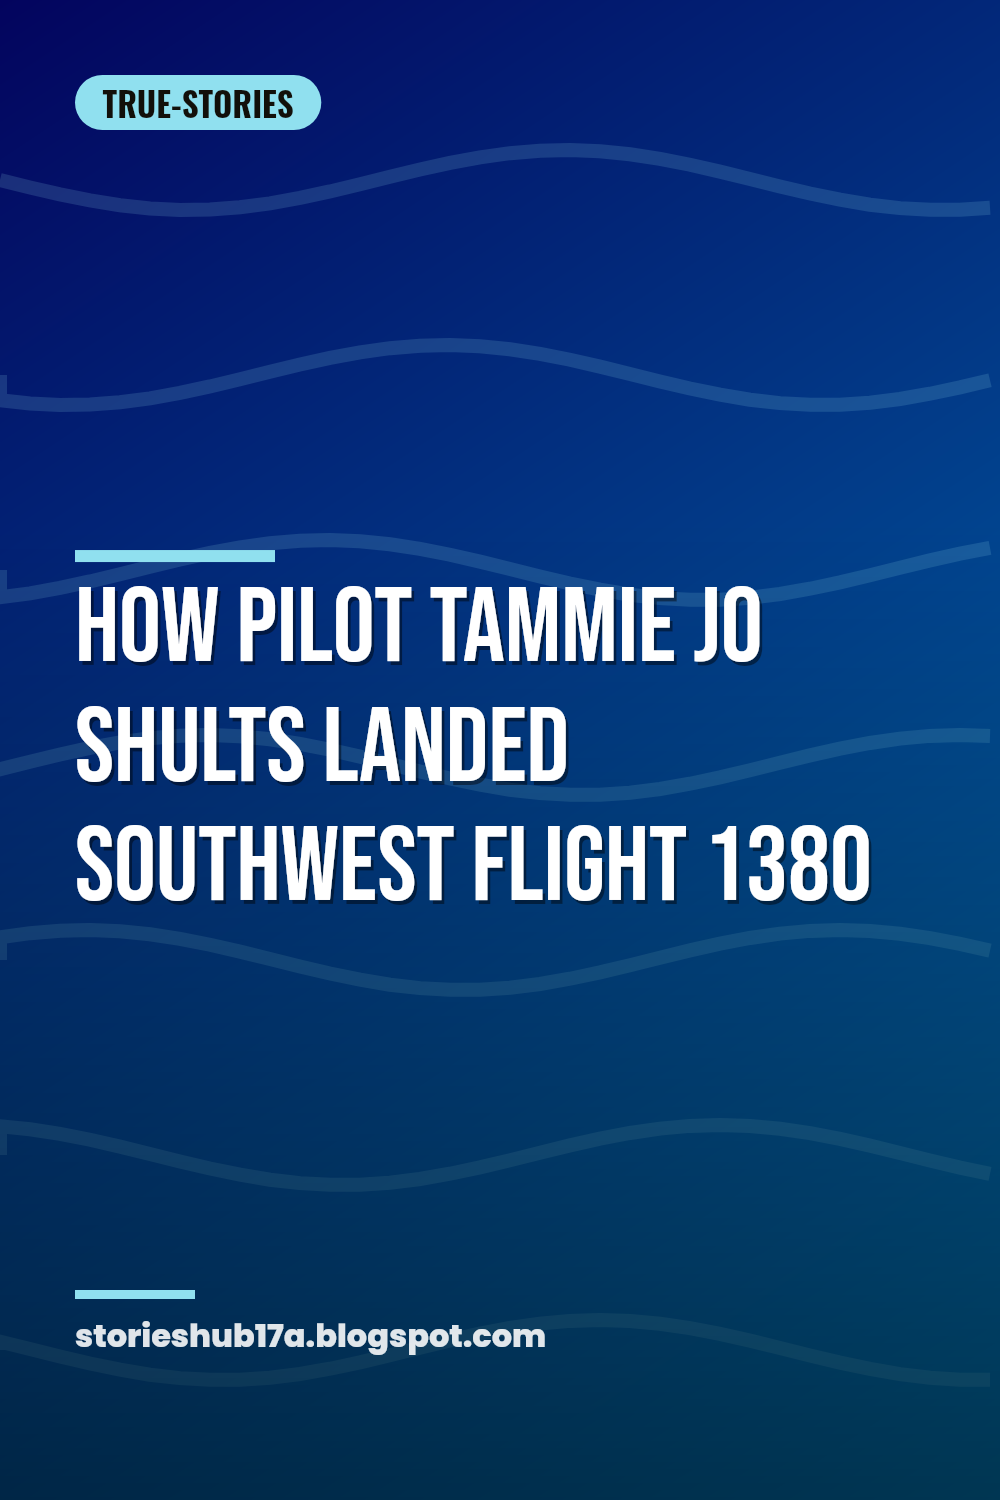 TRUE-STORIES
HOW PILOT TAMMIE JO
SHULTS LANDED
SOUTHWEST FLIGHT 1380
storieshub17a.blogspot.com